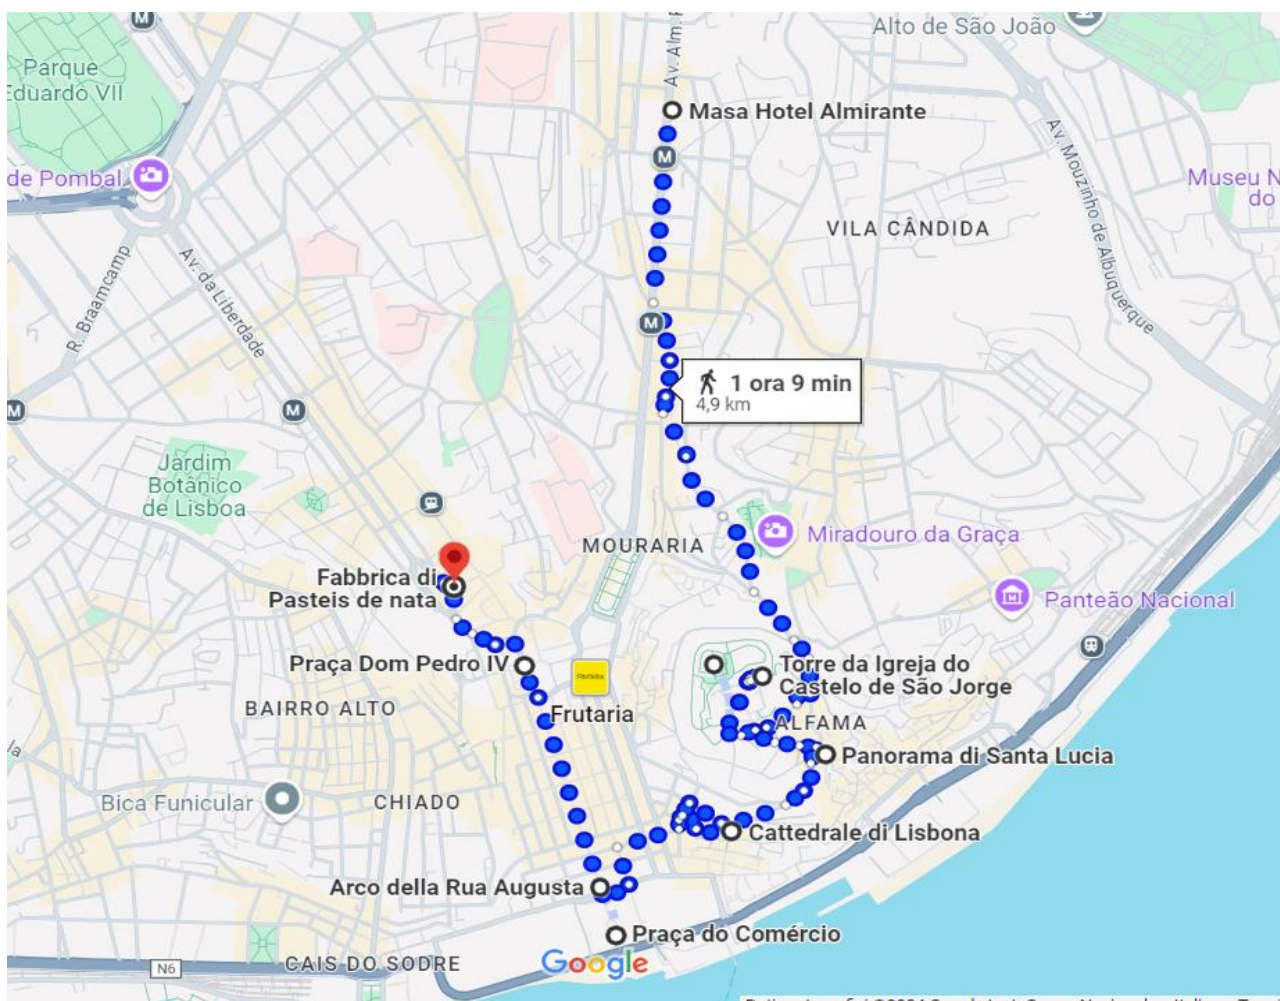 Alto de São João
Parque
Eduardo VII
Av. Alm.
Masa Hotel Almirante
M
M
de Pombal
Av. Mouzinho de Albuquerque
Museu N
do
VILA CÂNDIDA
R. Braamcamp
Av. da Liberdade
M
1 ora 9 min
4,9 km
M
M
Jardim
Botânico
de Lisboa
Miradouro da Graça
MOURARIA
Fabbrica di
Pasteis de nata
Panteão Nacional
Praça Dom Pedro IV
Torre da Igreja do
Castelo de São Jorge
BAIRRO ALTO
Frutaria
ALFAMA
Panorama di Santa Lucia
Bica Funicular
CHIADO
Cattedrale di Lisbona
Arco della Rua Augusta
Praça do Comércio
Google
N6
CAIS DO SODRE